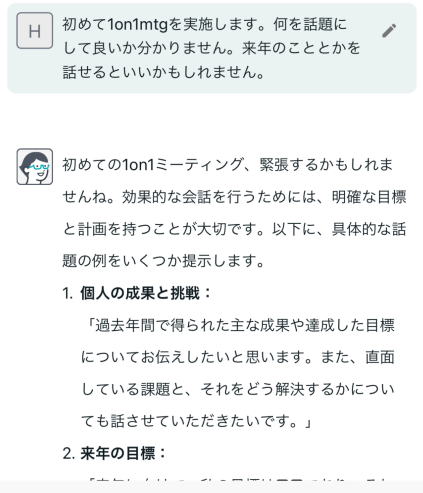 H
初めて1on1mtgを実施します。何を話題に
して良いか分かりません。来年のこととかを
話せるといいかもしれません。
初めての1on1ミーティング、緊張するかもしれま
せんね。効果的な会話を行うためには、明確な目標
と計画を持つことが大切です。以下に、具体的な話
題の例をいくつか提示します。
1. 個人の成果と挑戦：
「過去年間で得られた主な成果や達成した目標
についてお伝えしたいと思います。また、直面
している課題と、それをどう解決するかについ
ても話させていただきたいです。」
2. 来年の目標：